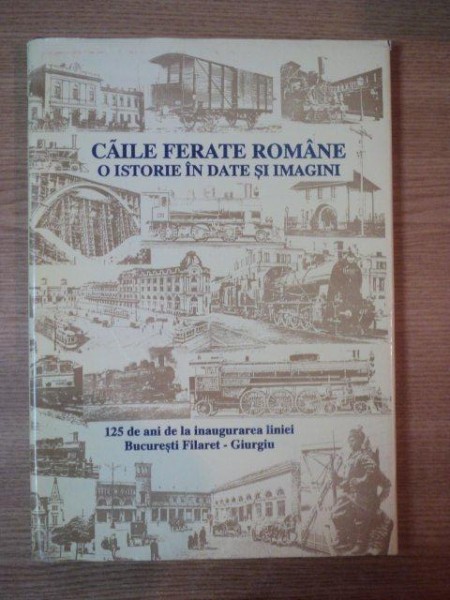 CĂILE FERATE ROMÂNE
O ISTORIE ÎN DATE ŞI IMAGINI
125 de ani de la inaugurarea liniei
Bucureşti Filaret - Giurgiu